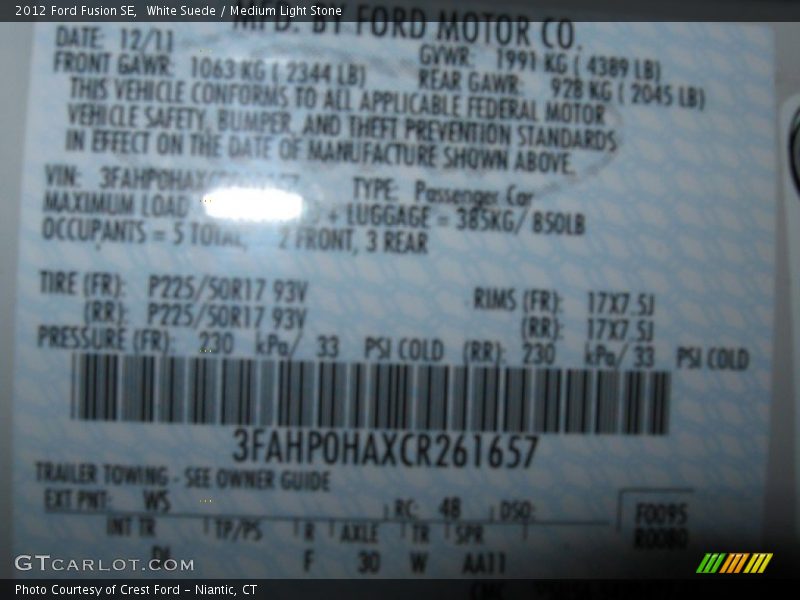 2012 Ford Fusion SE,  White Suede / Medium Light Stone
MFD. BY FORD MOTOR CO.
DATE: 12/11 GVWR: 1991 KG ( 4389 LB)
FRONT GAWR: 1063 KG ( 2344 LB) REAR GAWR: 928 KG ( 2045 LB)
THIS VEHICLE CONFORMS TO ALL APPLICABLE FEDERAL MOTOR
VEHICLE SAFETY, BUMPER, AND THEFT PREVENTION STANDARDS
IN EFFECT ON THE DATE OF MANUFACTURE SHOWN ABOVE.
VIN: 3FAHP0HAX TYPE: Passenger Car
MAXIMUM LOAD + LUGGAGE = 385KG/ 850LB
OCCUPANTS = 5 TOTAL, 2 FRONT, 3 REAR
TIRE (FR): P225/50R17 93V RIMS (FR): 17X7.5J
(RR): P225/50R17 93V (RR): 17X7.5J
PRESSURE (FR): 230 kPa/ 33 PSI COLD (RR): 230 kPa/ 33 PSI COLD
3FAHP0HAXCR261657
TRAILER TOWING - SEE OWNER GUIDE
EXT PNT: WS RC: 48 DSO: F0095
INT TR TP/PS R AXLE TR SPR R0080
F 30 W AA11
GTCARLOT.COM
Photo Courtesy of Crest Ford - Niantic, CT